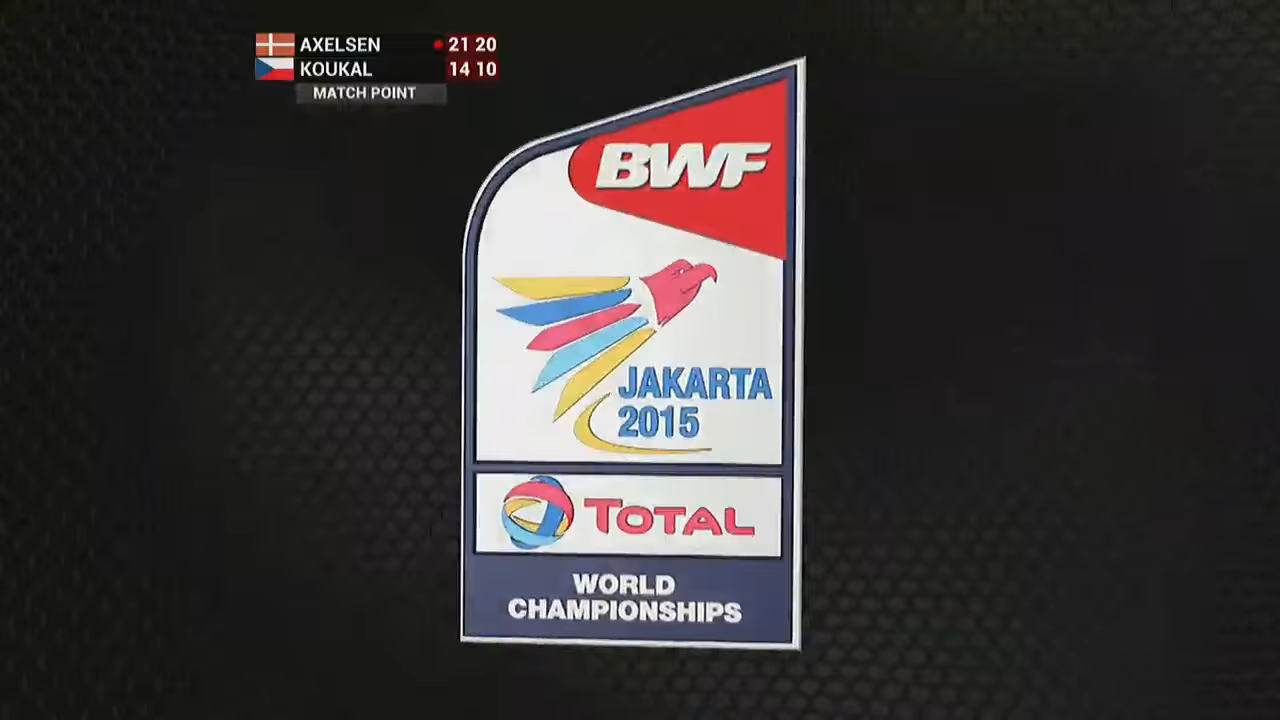 AXELSEN 21 20
KOUKAL 14 10
MATCH POINT
BWF
JAKARTA
2015
TOTAL
WORLD
CHAMPIONSHIPS